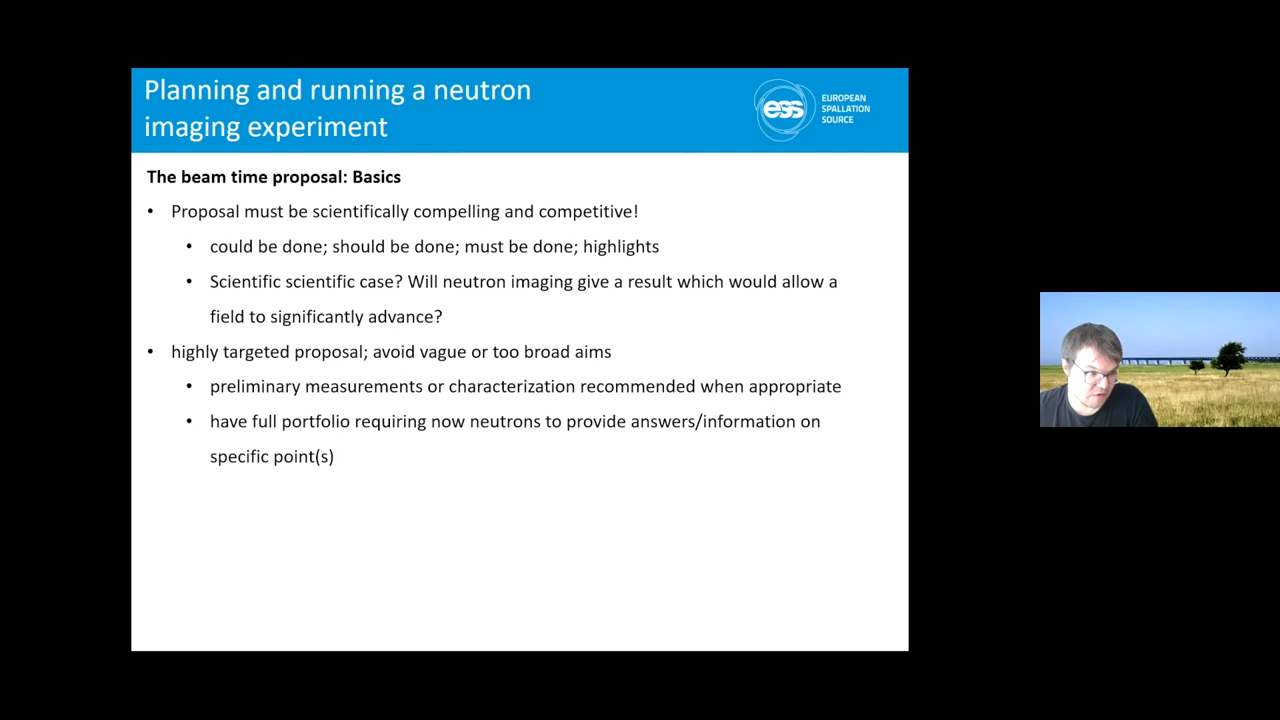 Planning and running a neutron
imaging experiment
ess
EUROPEAN
SPALLATION
SOURCE
The beam time proposal: Basics
• Proposal must be scientifically compelling and competitive!
• could be done; should be done; must be done; highlights
• Scientific scientific case? Will neutron imaging give a result which would allow a
field to significantly advance?
• highly targeted proposal; avoid vague or too broad aims
• preliminary measurements or characterization recommended when appropriate
• have full portfolio requiring now neutrons to provide answers/information on
specific point(s)